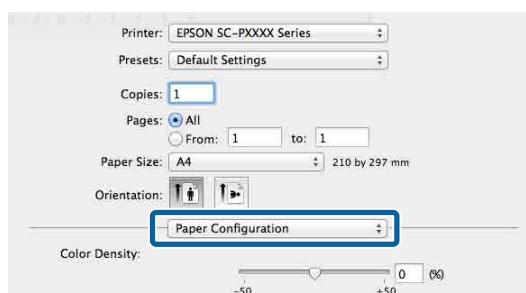 Printer: EPSON SC-PXXXX Series
Presets: Default Settings
Copies: 1
Pages: All
From: 1 to: 1
Paper Size: A4 210 by 297 mm
Orientation:
Paper Configuration
Color Density:
0 (%)
-50 +50